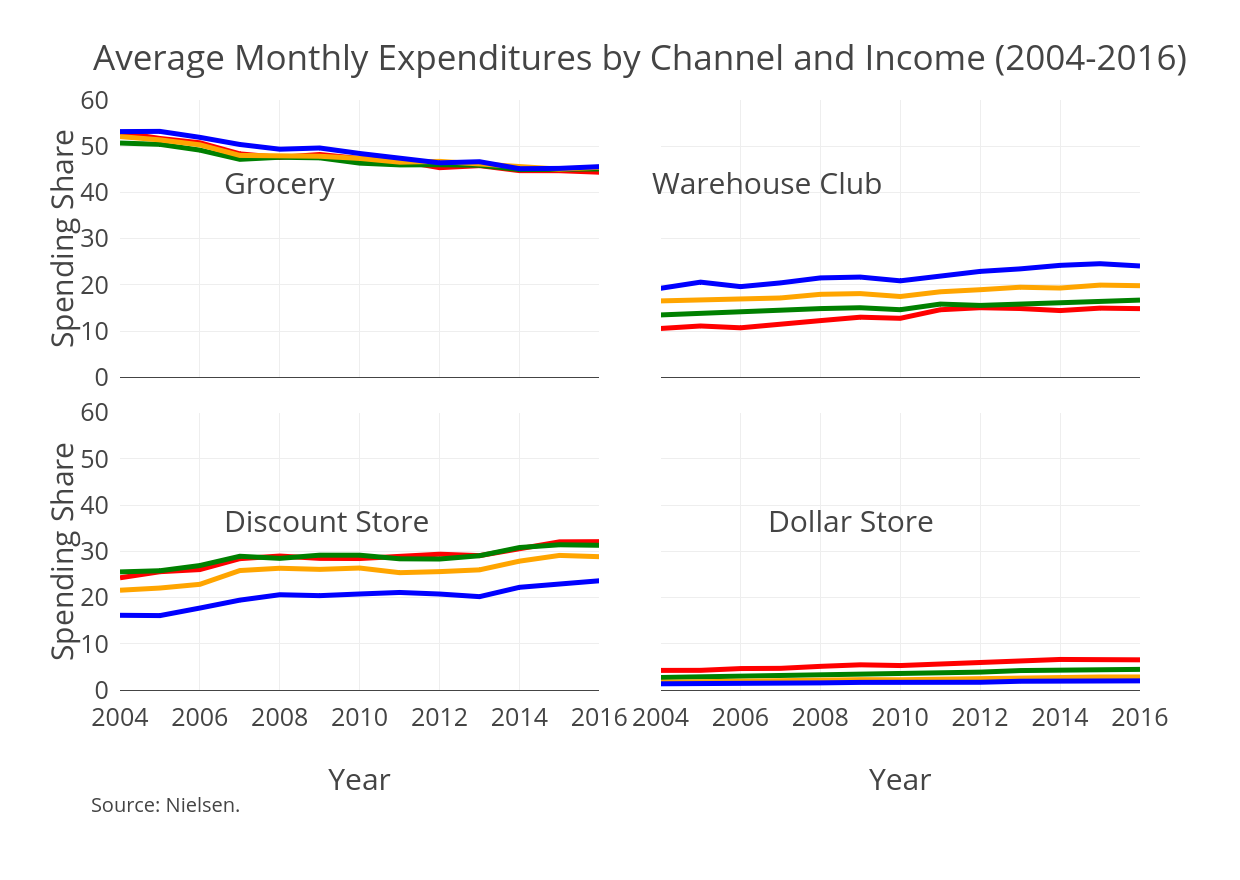 Average Monthly Expenditures by Channel and Income (2004-2016)
60
50
40
30
20
10
0
Spending Share
Grocery
Warehouse Club
60
50
40
30
20
10
0
Spending Share
Discount Store
Dollar Store
2004 2006 2008 2010 2012 2014 2016
2004 2006 2008 2010 2012 2014 2016
Year
Year
Source: Nielsen.